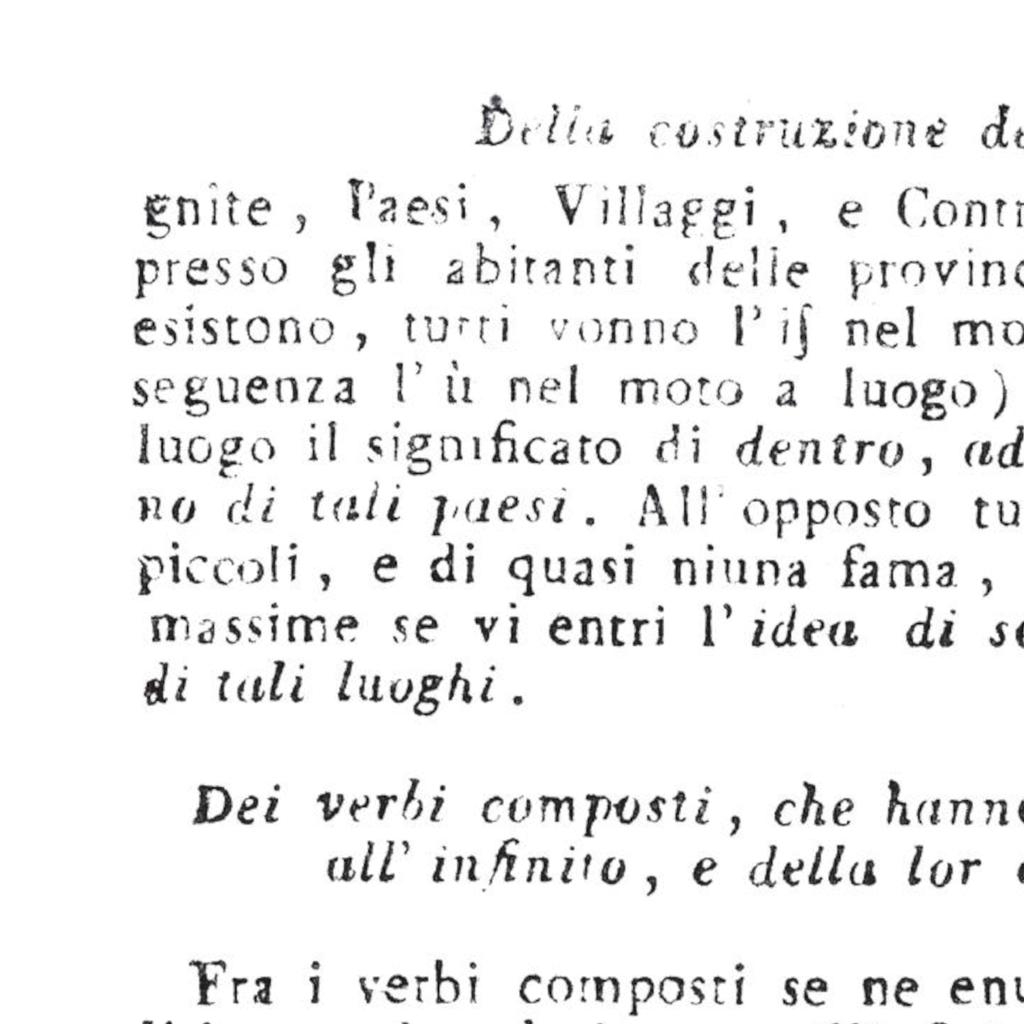 Della costruzione de
gnite, Paesi, Villaggi, e Contr
presso gli abitanti delle provinc
esistono, tutti vonno l' iſ nel mo
seguenza l' ù nel moto a luogo)
luogo il significato di dentro, ad
no di tali paesi. All' opposto tu
piccoli, e di quasi niuna fama,
massime se vi entri l' idea di se
di tali luoghi.
Dei verbi composti, che hanno
all' infinito, e della lor
Fra i verbi composti se ne enu